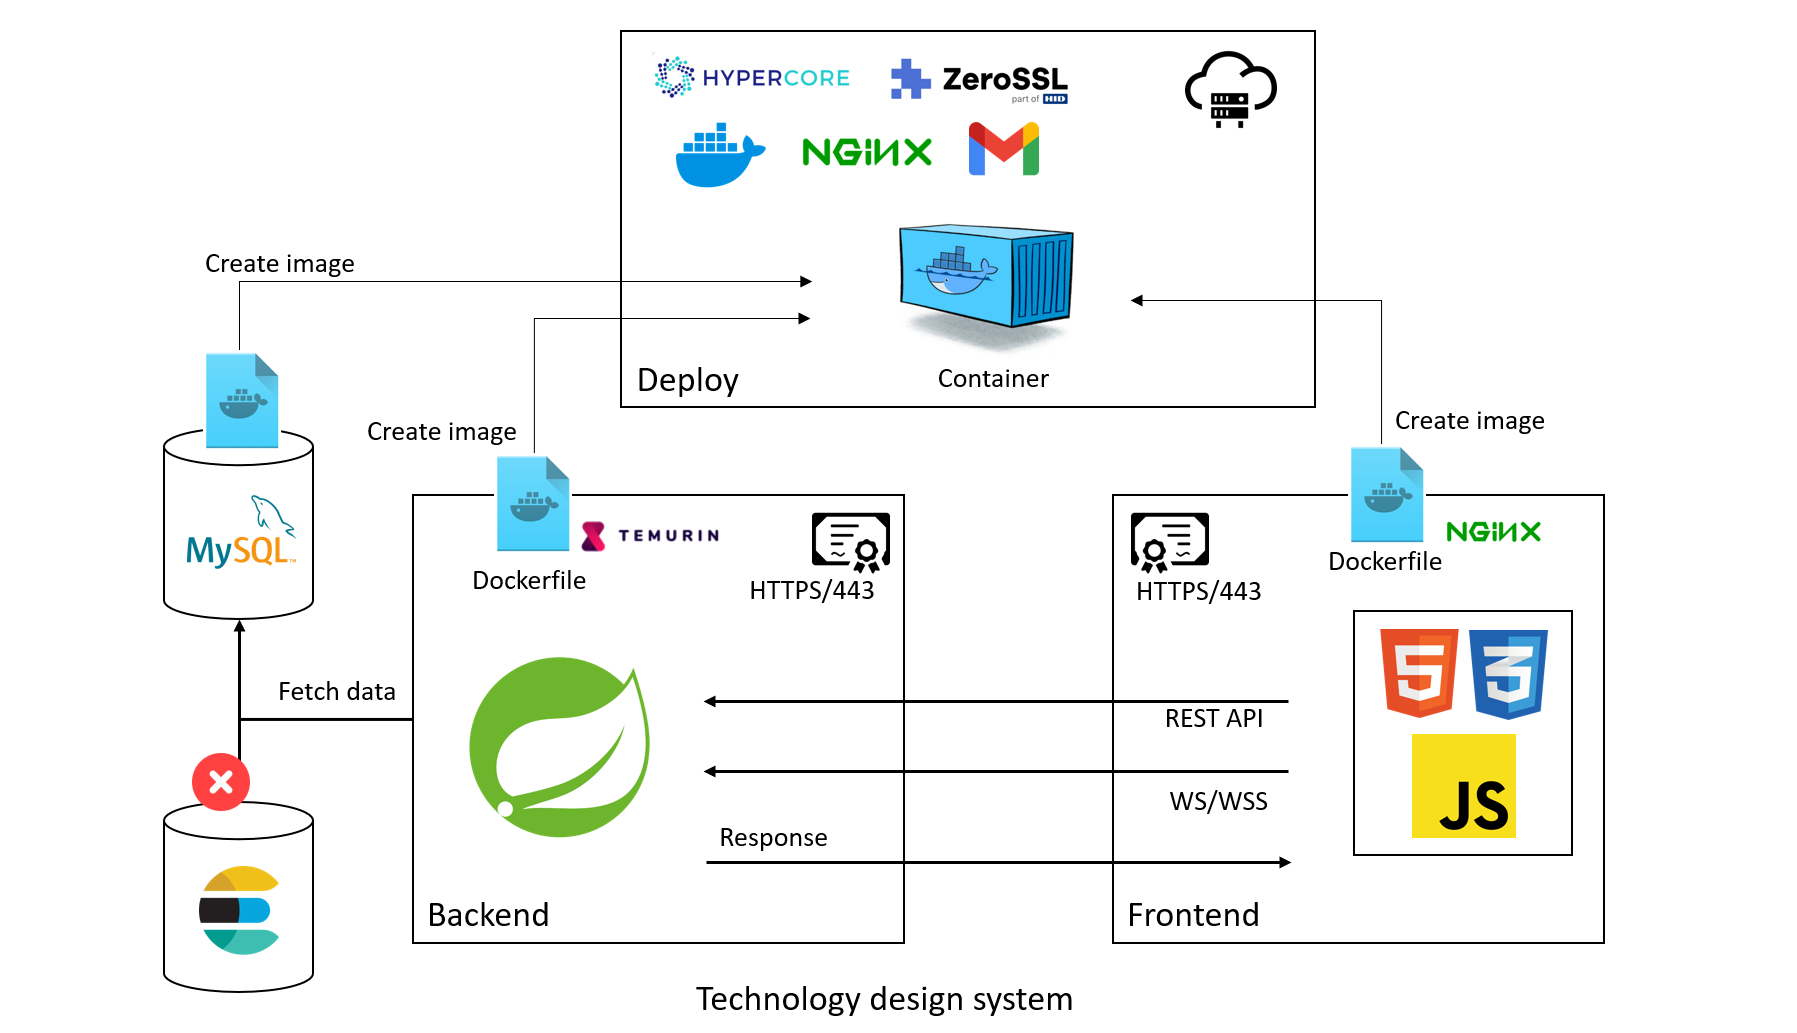 HYPERCORE
ZeroSSL
part of HID
NGINX
Create image
Deploy
Container
Create image
Create image
MySQL™
TEMURIN
Dockerfile
HTTPS/443
HTTPS/443
Dockerfile
NGINX
Fetch data
REST API
WS/WSS
JS
Response
Backend
Frontend
Technology design system